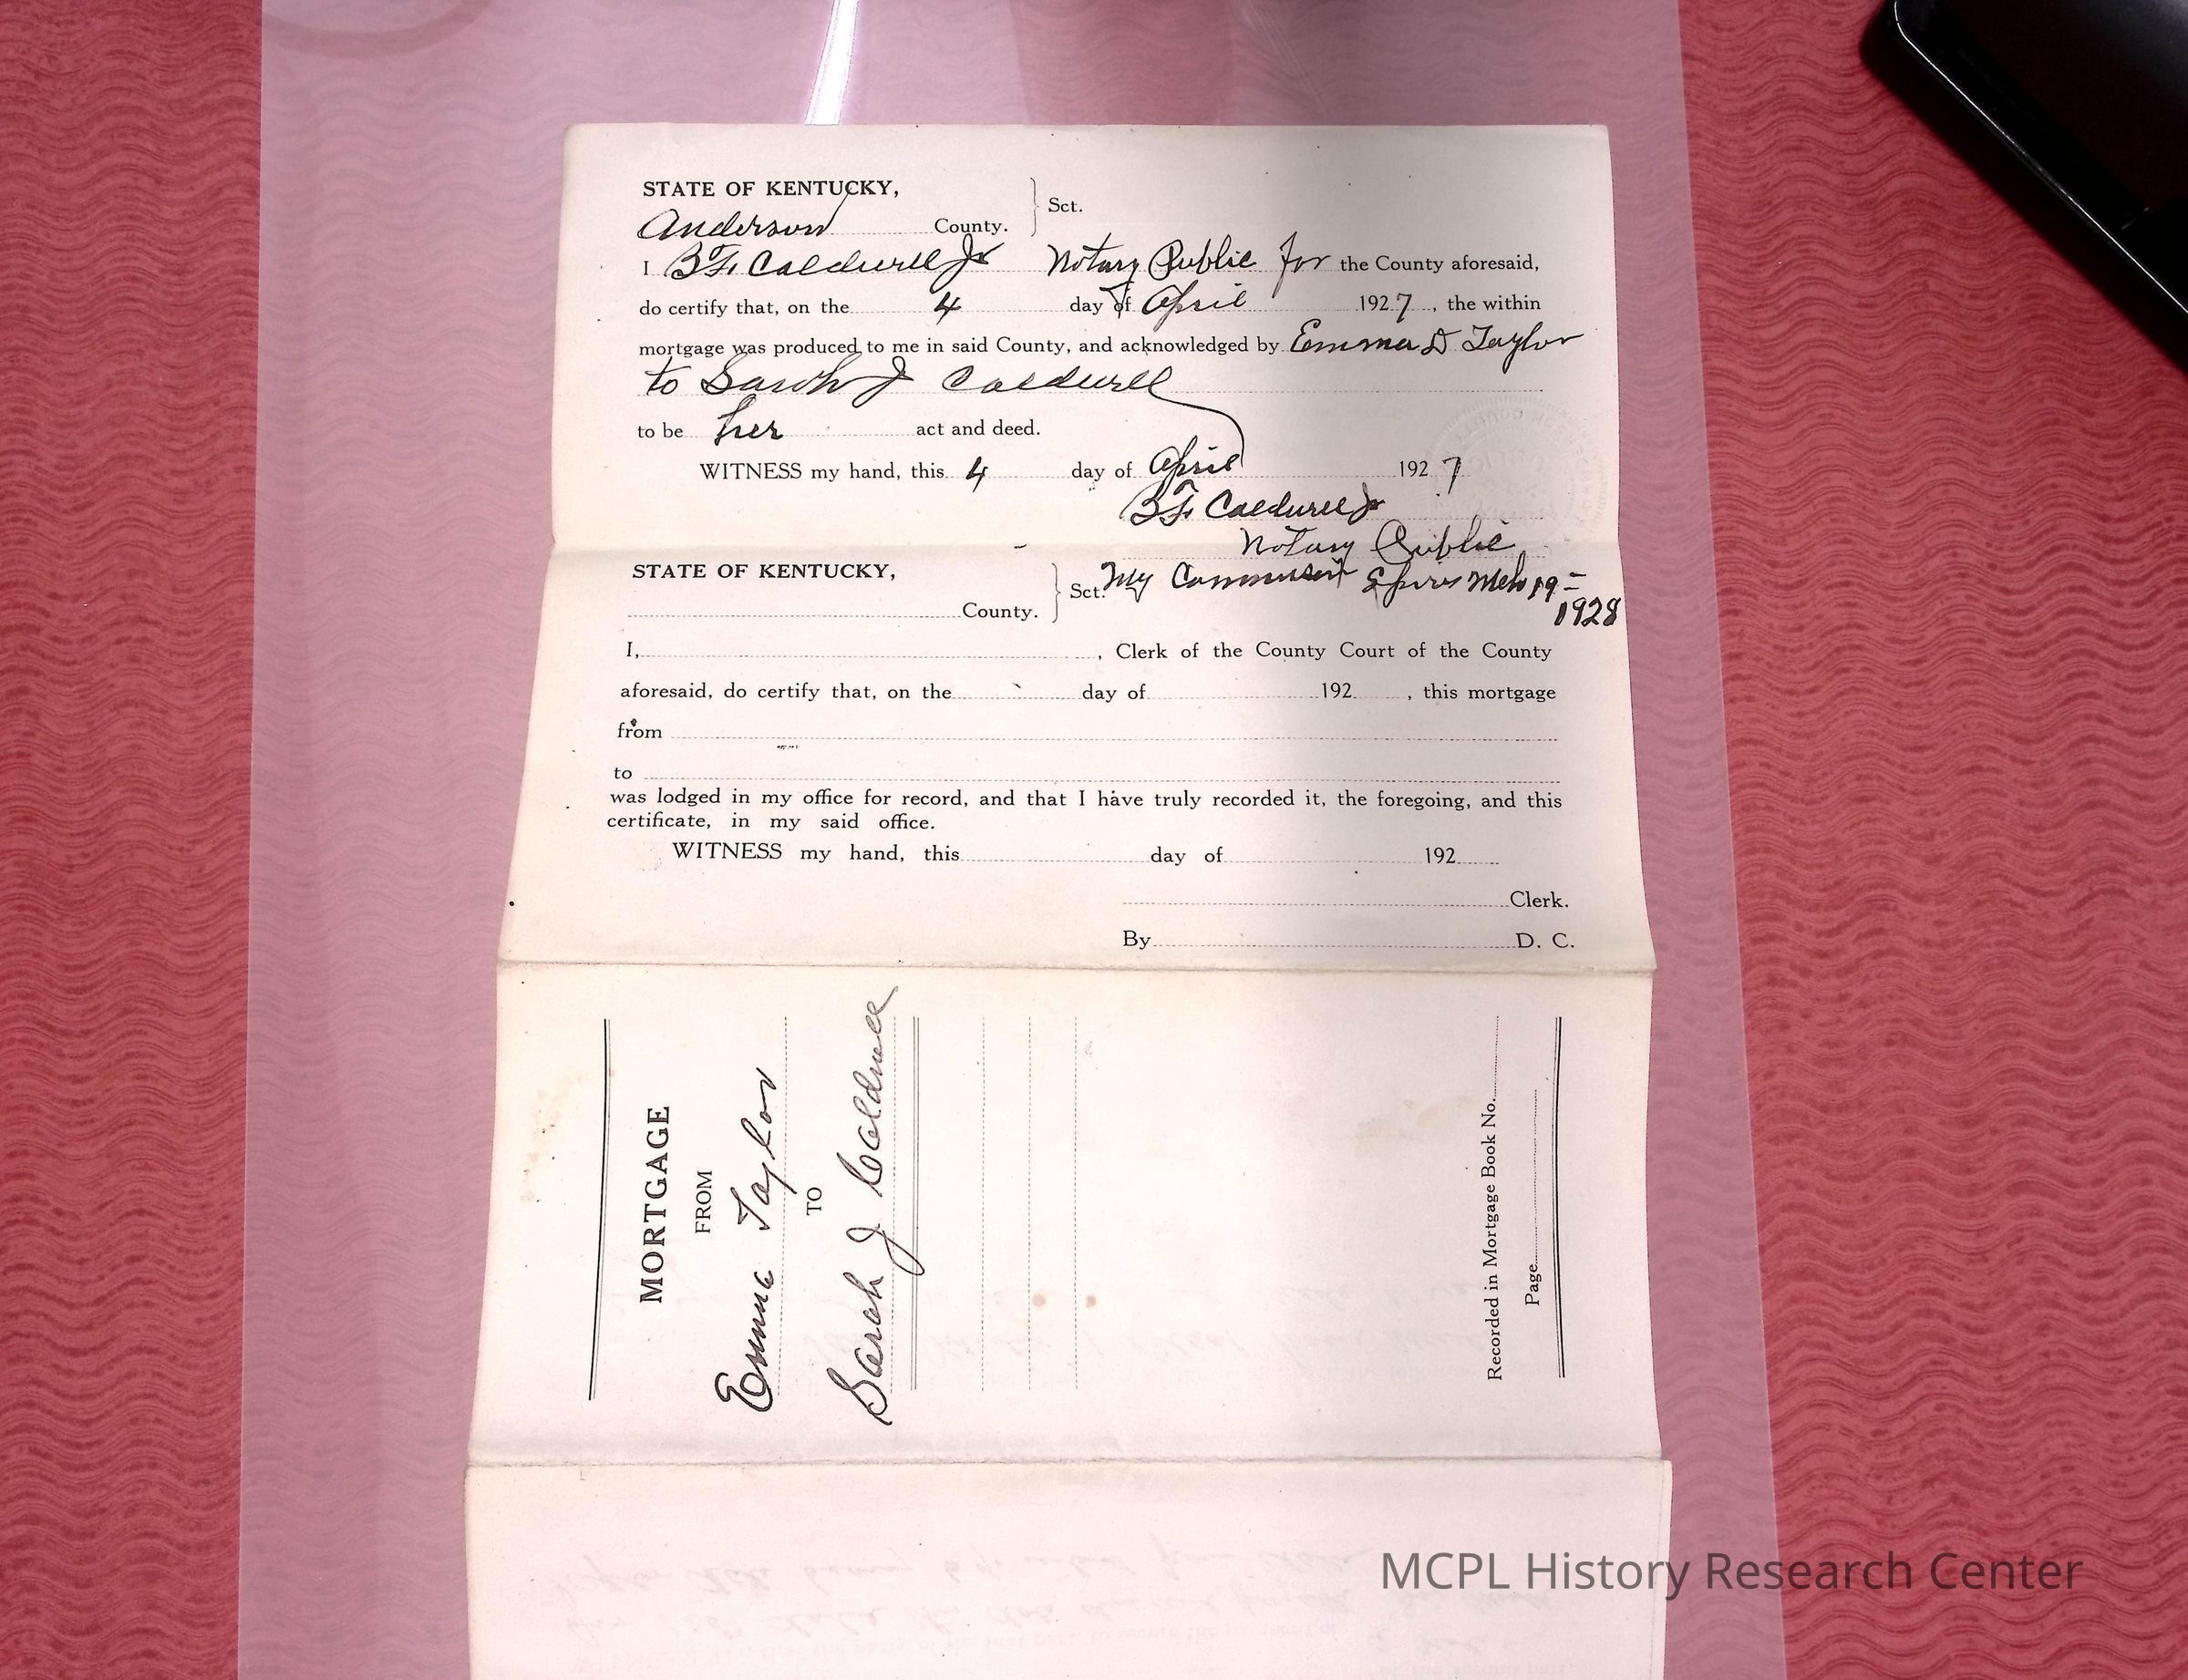 STATE OF KENTUCKY,
Anderson County. } Sct.
I B.F. Caldwell Jr Notary Public for the County aforesaid,
do certify that, on the 4 day of April 1927, the within
mortgage was produced to me in said County, and acknowledged by Emma D Taylor
to Sarah J Caldwell
to be her act and deed.
WITNESS my hand, this 4 day of April 1927
B.F. Caldwell Jr
Notary Public
My Commission Expires Mch 19=
1928
STATE OF KENTUCKY,
County. } Sct.
I, , Clerk of the County Court of the County
aforesaid, do certify that, on the day of 192 , this mortgage
from
to
was lodged in my office for record, and that I have truly recorded it, the foregoing, and this
certificate, in my said office.
WITNESS my hand, this day of 192
Clerk.
By D. C.
MORTGAGE
FROM
Emma Taylor
TO
Sarah J Caldwell
Recorded in Mortgage Book No.
Page
MCPL History Research Center